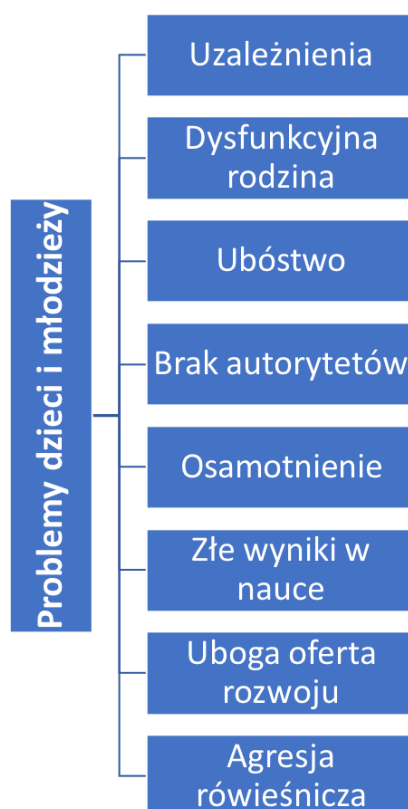 Problemy dzieci i młodzieży
Uzależnienia
Dysfunkcyjna
rodzina
Ubóstwo
Brak autorytetów
Osamotnienie
Złe wyniki w
nauce
Uboga oferta
rozwoju
Agresja
rówieśnicza